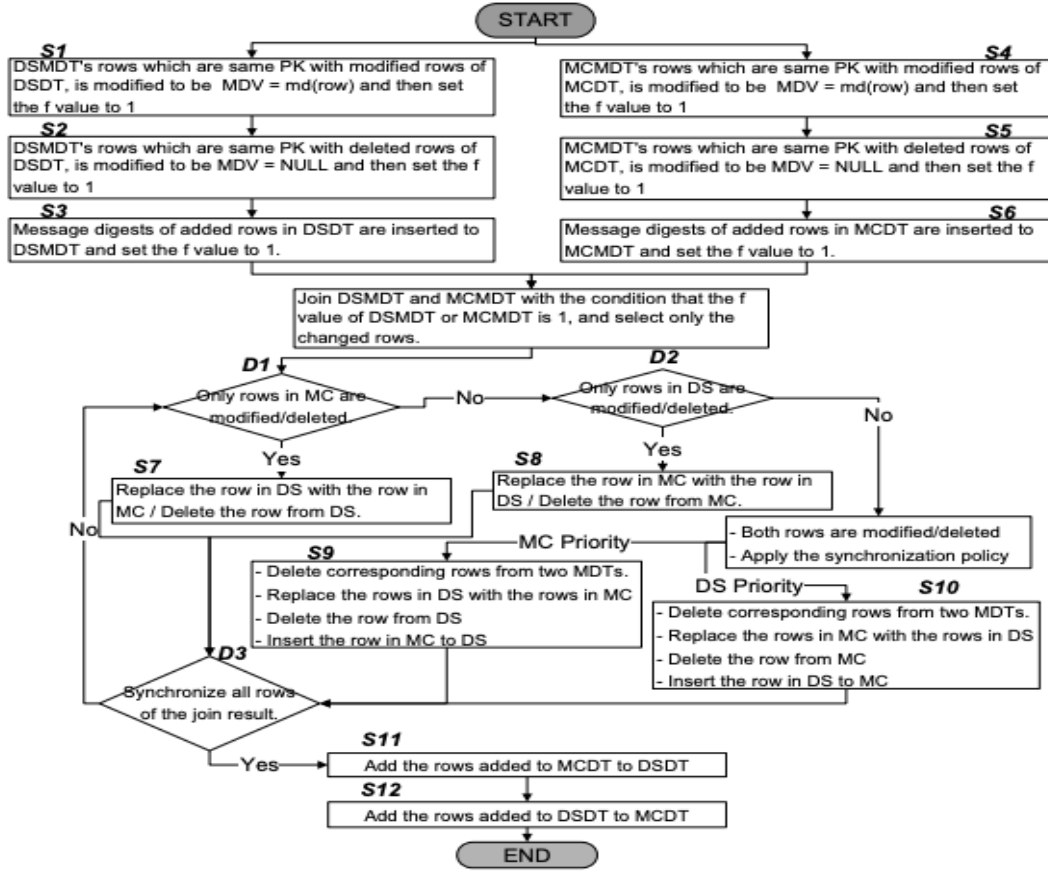 START
S1
DSMDT's rows which are same PK with modified rows of
DSDT, is modified to be MDV = md(row) and then set
the f value to 1
S4
MCMDT's rows which are same PK with modified rows of
MCDT, is modified to be MDV = md(row) and then set
the f value to 1
S2
DSMDT's rows which are same PK with deleted rows of
DSDT, is modified to be MDV = NULL and then set the f
value to 1
S5
MCMDT's rows which are same PK with deleted rows of
MCDT, is modified to be MDV = NULL and then set the f
value to 1
S3
Message digests of added rows in DSDT are inserted to
DSMDT and set the f value to 1.
S6
Message digests of added rows in MCDT are inserted to
MCMDT and set the f value to 1.
Join DSMDT and MCMDT with the condition that the f
value of DSMDT or MCMDT is 1, and select only the
changed rows.
D1
Only rows in MC are
modified/deleted.
No
D2
Only rows in DS are
modified/deleted.
No
Yes
Yes
S7
Replace the row in DS with the row in
MC / Delete the row from DS.
S8
Replace the row in MC with the row in
DS / Delete the row from MC.
No
- Both rows are modified/deleted
- Apply the synchronization policy
MC Priority
DS Priority
S9
- Delete corresponding rows from two MDTs.
- Replace the rows in DS with the rows in MC
- Delete the row from DS
- Insert the row in MC to DS
S10
- Delete corresponding rows from two MDTs.
- Replace the rows in MC with the rows in DS
- Delete the row from MC
- Insert the row in DS to MC
D3
Synchronize all rows
of the join result.
Yes
S11
Add the rows added to MCDT to DSDT
S12
Add the rows added to DSDT to MCDT
END